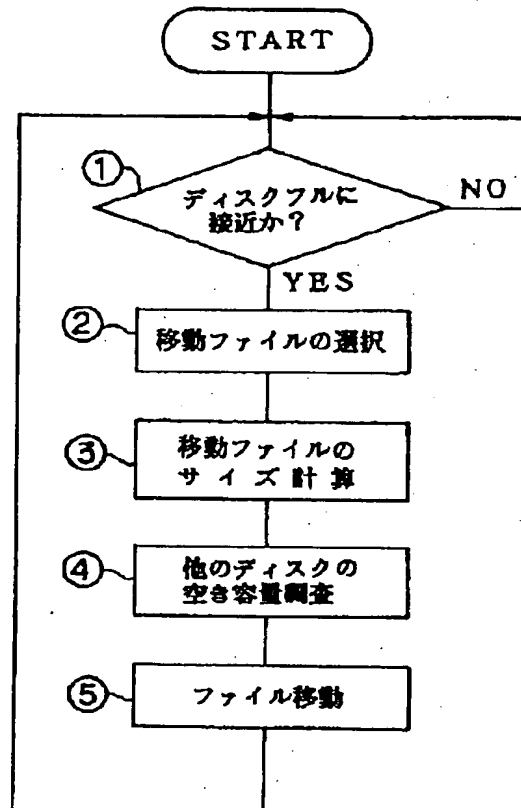 START
①
ディスクフルに
接近か?
NO
YES
②
移動ファイルの選択
③
移動ファイルの
サイズ計算
④
他のディスクの
空き容量調査
⑤
ファイル移動